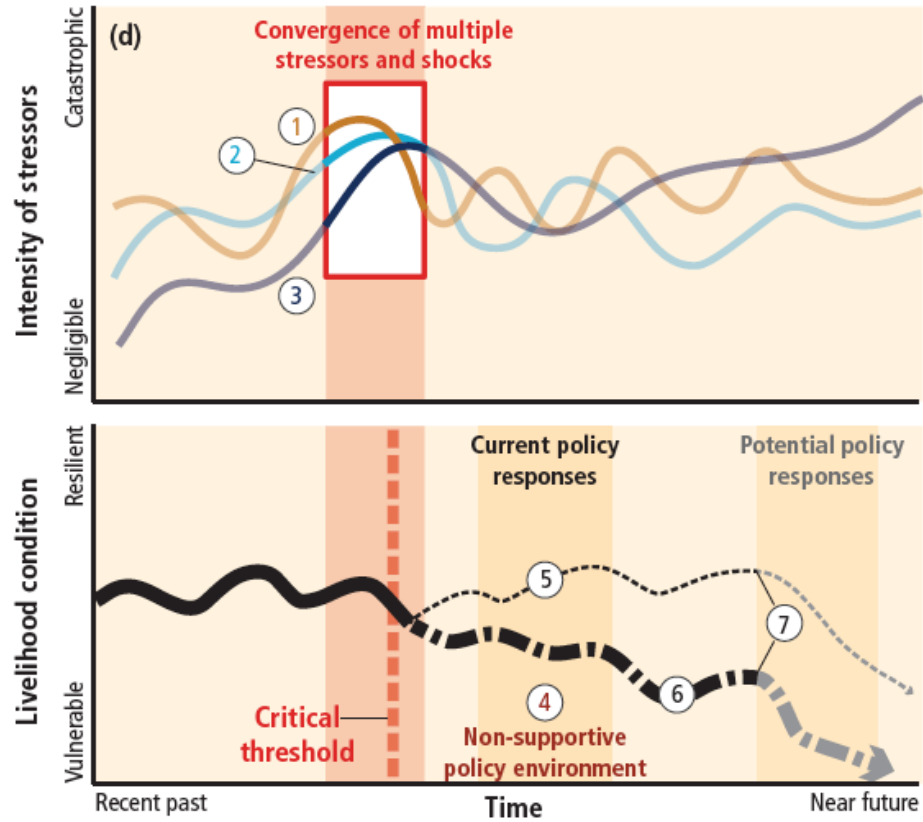 (d)
Convergence of multiple
stressors and shocks
Intensity of stressors
Catastrophic
Negligible
1
2
3
Livelihood condition
Resilient
Vulnerable
Current policy
responses
Potential policy
responses
5
7
6
4
Critical
threshold
Non-supportive
policy environment
Recent past
Time
Near future